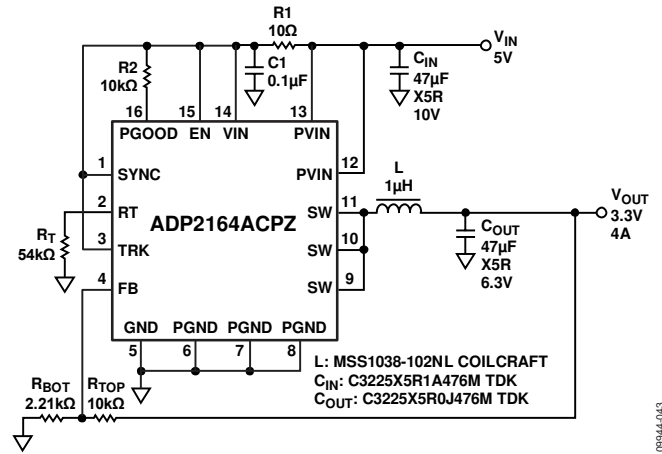 R1
10Ω
VIN
5V
R2
10kΩ
C1
0.1µF
CIN
47µF
X5R
10V
16
15
14
13
PGOOD
EN
VIN
PVIN
1
SYNC
PVIN
12
L
1µH
2
RT
SW
11
VOUT
3.3V
4A
ADP2164ACPZ
RT
54kΩ
3
TRK
SW
10
COUT
47µF
X5R
6.3V
4
FB
SW
9
GND
PGND
PGND
PGND
5
6
7
8
L: MSS1038-102NL COILCRAFT
CIN: C3225X5R1A476M TDK
COUT: C3225X5R0J476M TDK
RBOT
2.21kΩ
RTOP
10kΩ
09944-043